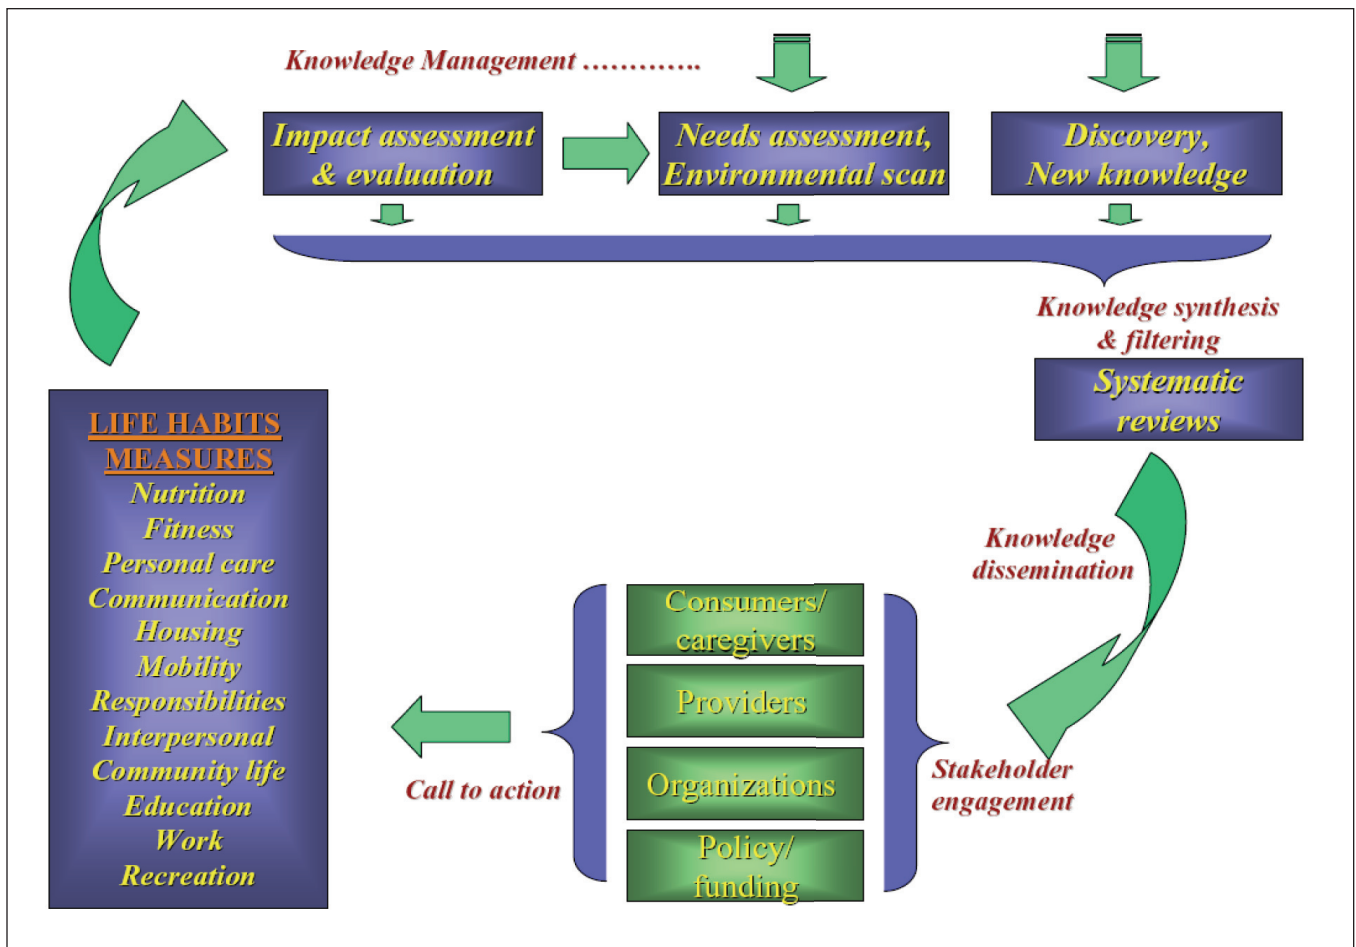 Knowledge Management …………..
Impact assessment
& evaluation
Needs assessment,
Environmental scan
Discovery,
New knowledge
Knowledge synthesis
& filtering
Systematic
reviews
Knowledge
dissemination
Stakeholder
engagement
Consumers/
caregivers
Providers
Organizations
Policy/
funding
Call to action
LIFE HABITS
MEASURES
Nutrition
Fitness
Personal care
Communication
Housing
Mobility
Responsibilities
Interpersonal
Community life
Education
Work
Recreation